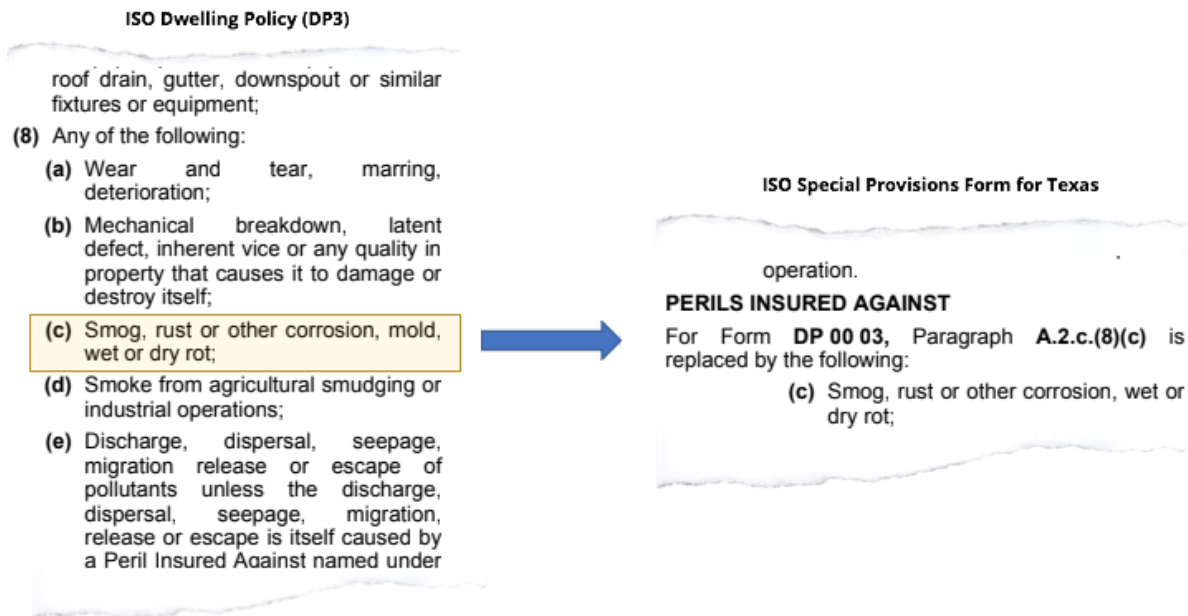 ISO Dwelling Policy (DP3)
roof drain, gutter, downspout or similar
fixtures or equipment;
(8) Any of the following:
(a) Wear and tear, marring,
deterioration;
(b) Mechanical breakdown, latent
defect, inherent vice or any quality in
property that causes it to damage or
destroy itself;
(c) Smog, rust or other corrosion, mold,
wet or dry rot;
(d) Smoke from agricultural smudging or
industrial operations;
(e) Discharge, dispersal, seepage,
migration release or escape of
pollutants unless the discharge,
dispersal, seepage, migration,
release or escape is itself caused by
a Peril Insured Against named under
ISO Special Provisions Form for Texas
operation.
PERILS INSURED AGAINST
For Form DP 00 03, Paragraph A.2.c.(8)(c) is
replaced by the following:
(c) Smog, rust or other corrosion, wet or
dry rot;